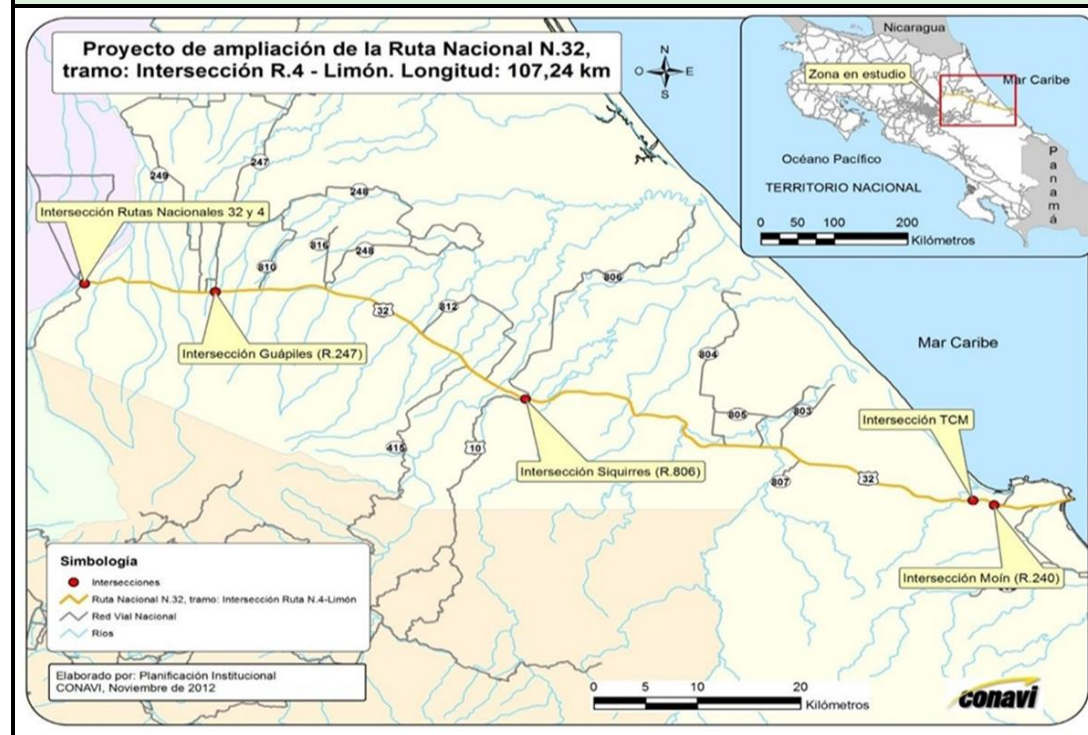 Proyecto de ampliación de la Ruta Nacional N.32,
tramo: Intersección R.4 - Limón. Longitud: 107,24 km
N
O E
S
Nicaragua
Zona en estudio
Mar Caribe
Océano Pacífico
Panamá
TERRITORIO NACIONAL
0 50 100 200
Kilómetros
249
247
248
Intersección Rutas Nacionales 32 y 4
816
248
810
806
32
812
Intersección Guápiles (R.247)
Mar Caribe
804
805
803
Intersección TCM
415
10
Intersección Siquirres (R.806)
807
32
Intersección Moín (R.240)
Simbología
Intersecciones
Ruta Nacional N.32, tramo: Intersección Ruta N.4-Limón
Red Vial Nacional
Ríos
Elaborado por: Planificación Institucional
CONAVI, Noviembre de 2012
0 5 10 20
Kilómetros
conavi